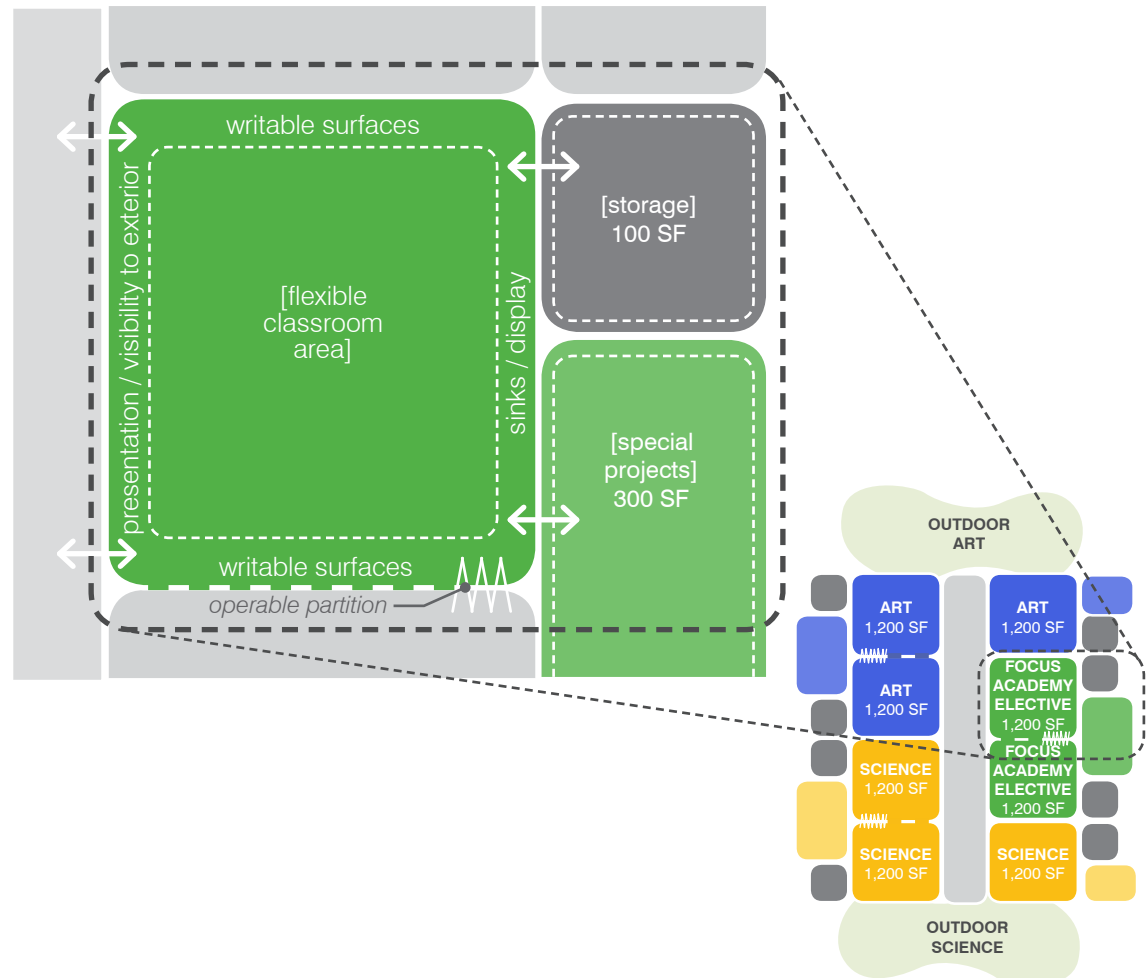 writable surfaces
presentation / visibility to exterior
[flexible
classroom
area]
sinks / display
writable surfaces
operable partition
[storage]
100 SF
[special
projects]
300 SF
OUTDOOR
ART
ART
1,200 SF
ART
1,200 SF
SCIENCE
1,200 SF
SCIENCE
1,200 SF
ART
1,200 SF
FOCUS
ACADEMY
ELECTIVE
1,200 SF
FOCUS
ACADEMY
ELECTIVE
1,200 SF
SCIENCE
1,200 SF
OUTDOOR
SCIENCE